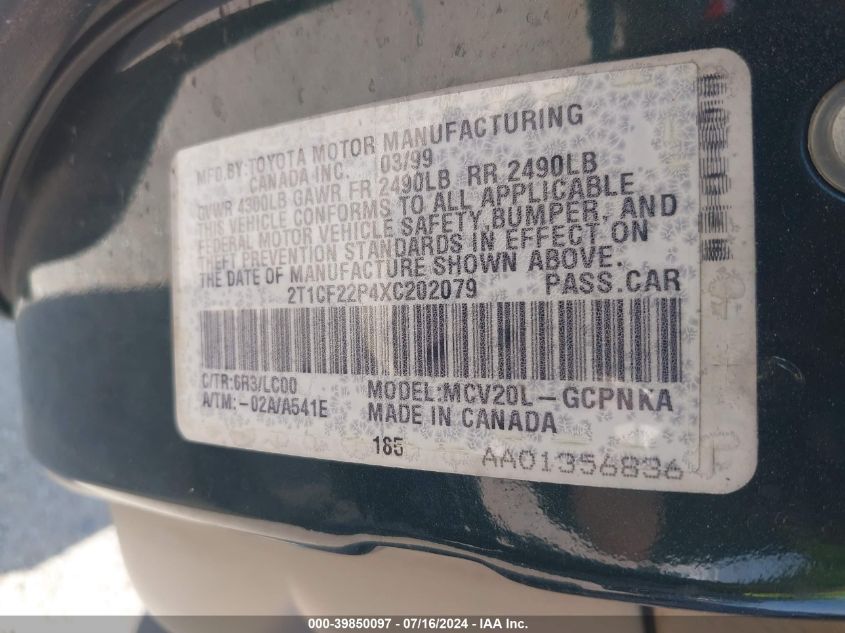 MFD.BY:TOYOTA MOTOR MANUFACTURING
CANADA INC. 03/99
GVWR 4300LB GAWR FR 2490LB RR 2490LB
THIS VEHICLE CONFORMS TO ALL APPLICABLE
FEDERAL MOTOR VEHICLE SAFETY,BUMPER, AND
THEFT PREVENTION STANDARDS IN EFFECT ON
THE DATE OF MANUFACTURE SHOWN ABOVE.
2T1CF22P4XC202079 PASS.CAR
C/TR:6R3/LC00 MODEL:MCV20L-GCPNKA
A/TM:-02A/A541E MADE IN CANADA
185 AA01356836
000-39850097 - 07/16/2024 - IAA Inc.